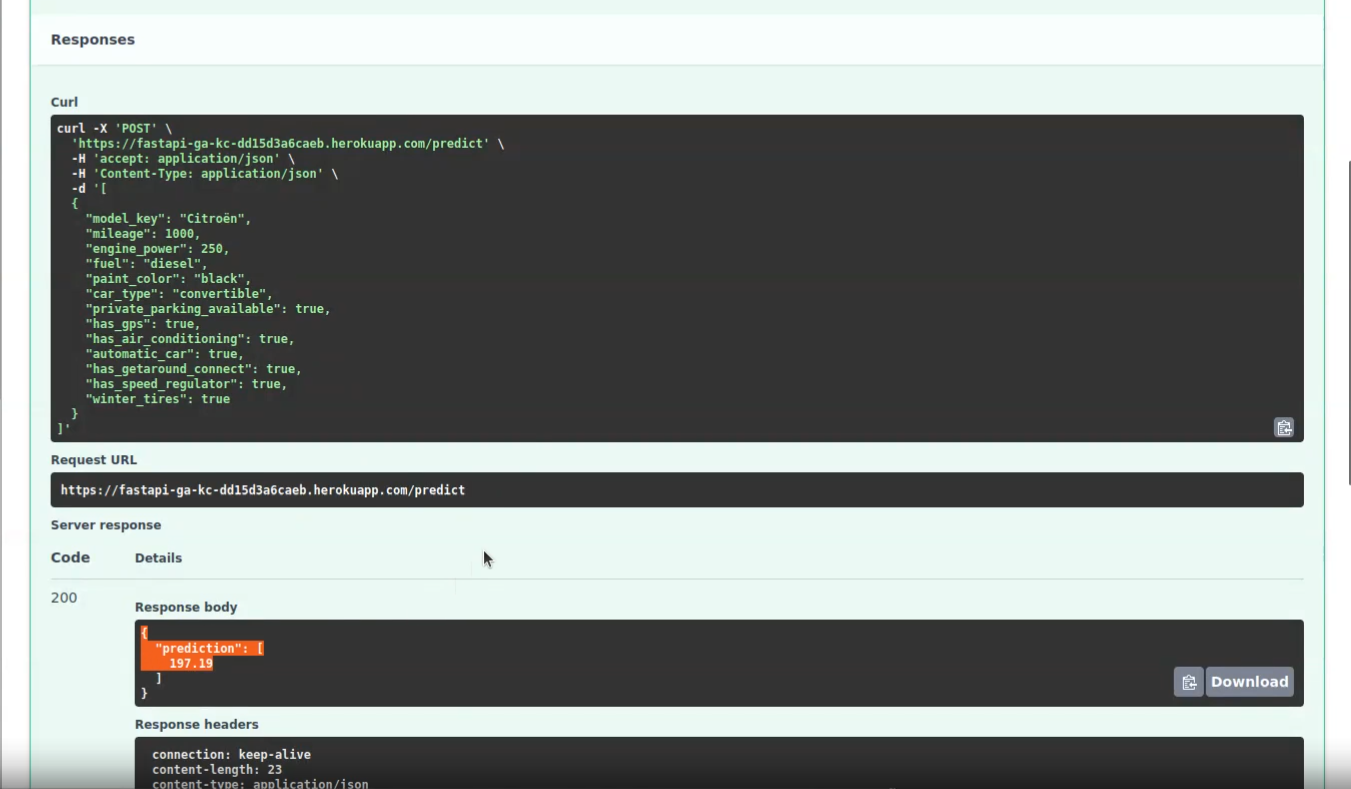 Responses
Curl
curl -X 'POST' \
  'https://fastapi-ga-kc-dd15d3a6caeb.herokuapp.com/predict' \
  -H 'accept: application/json' \
  -H 'Content-Type: application/json' \
  -d '[
  {
    "model_key": "Citroën",
    "mileage": 1000,
    "engine_power": 250,
    "fuel": "diesel",
    "paint_color": "black",
    "car_type": "convertible",
    "private_parking_available": true,
    "has_gps": true,
    "has_air_conditioning": true,
    "automatic_car": true,
    "has_getaround_connect": true,
    "has_speed_regulator": true,
    "winter_tires": true
  }
]'
Request URL
https://fastapi-ga-kc-dd15d3a6caeb.herokuapp.com/predict
Server response
Code Details
200
Response body
{
  "prediction": [
    197.19
  ]
}
Download
Response headers
connection: keep-alive
content-length: 23
content-type: application/json